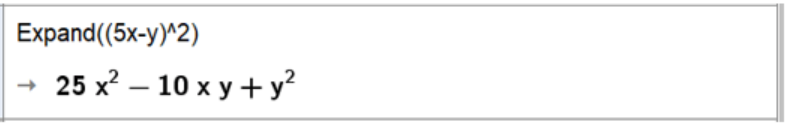 Expand((5x-y)^2)
→ 25 x² – 10 x y + y²